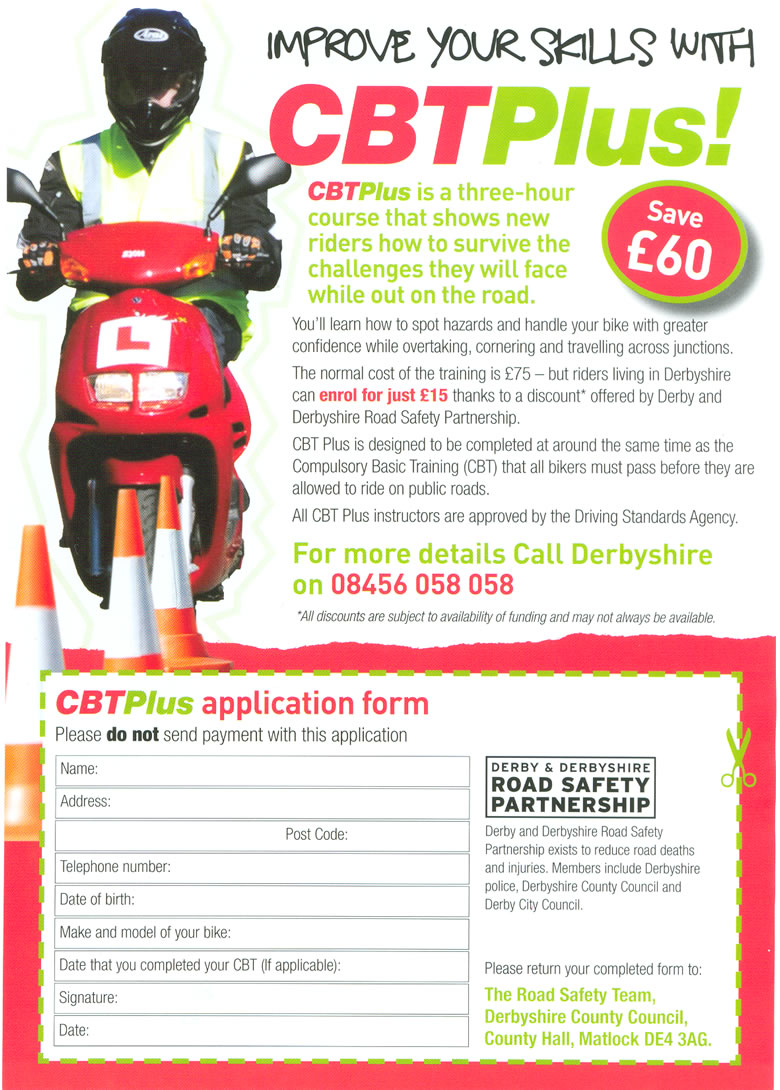 IMPROVE YOUR SKILLS WITH
CBTPlus!
CBTPlus is a three-hour
course that shows new
riders how to survive the
challenges they will face
while out on the road.
Save
£60
You'll learn how to spot hazards and handle your bike with greater
confidence while overtaking, cornering and travelling across junctions.
The normal cost of the training is £75 – but riders living in Derbyshire
can enrol for just £15 thanks to a discount* offered by Derby and
Derbyshire Road Safety Partnership.
CBT Plus is designed to be completed at around the same time as the
Compulsory Basic Training (CBT) that all bikers must pass before they are
allowed to ride on public roads.
All CBT Plus instructors are approved by the Driving Standards Agency.
For more details Call Derbyshire
on 08456 058 058
*All discounts are subject to availability of funding and may not always be available.
Arai
SYM
L
CBTPlus application form
Please do not send payment with this application
Name:
Address:
Post Code:
Telephone number:
Date of birth:
Make and model of your bike:
Date that you completed your CBT (If applicable):
Signature:
Date:
DERBY & DERBYSHIRE
ROAD SAFETY
PARTNERSHIP
Derby and Derbyshire Road Safety
Partnership exists to reduce road deaths
and injuries. Members include Derbyshire
police, Derbyshire County Council and
Derby City Council.
Please return your completed form to:
The Road Safety Team,
Derbyshire County Council,
County Hall, Matlock DE4 3AG.